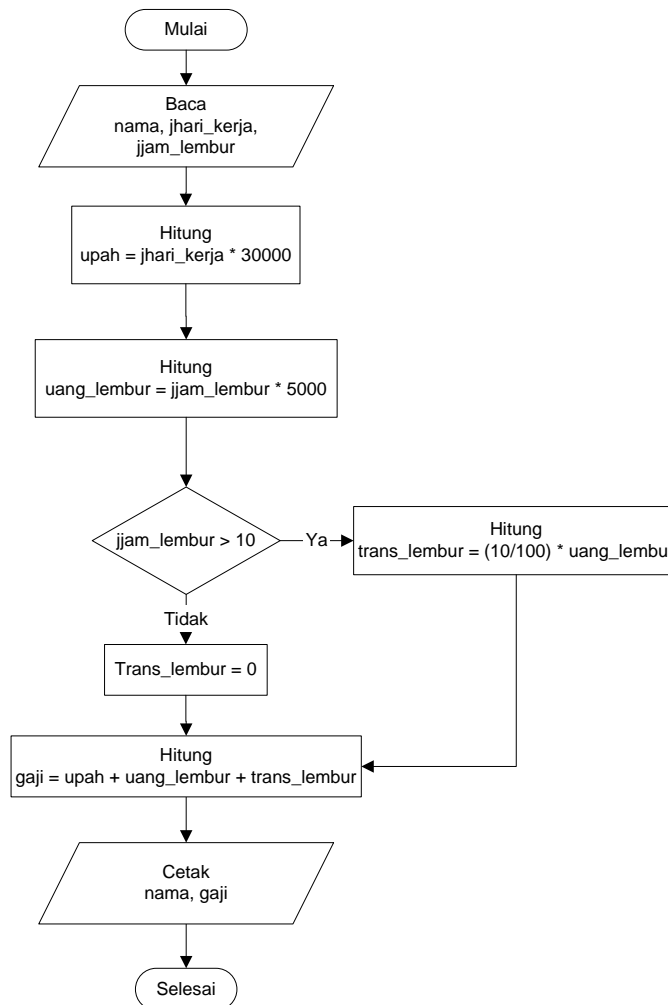 Mulai
Baca
nama, jhari_kerja,
jjam_lembur
Hitung
upah = jhari_kerja * 30000
Hitung
uang_lembur = jjam_lembur * 5000
jjam_lembur > 10
Ya
Hitung
trans_lembur = (10/100) * uang_lembu
Tidak
Trans_lembur = 0
Hitung
gaji = upah + uang_lembur + trans_lembur
Cetak
nama, gaji
Selesai